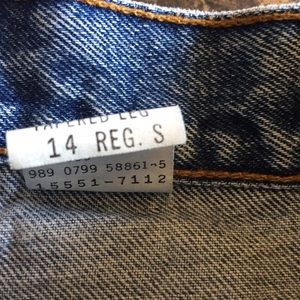 TAPERED LEG
14 REG. S
989 0799 58861-5
15551-7112